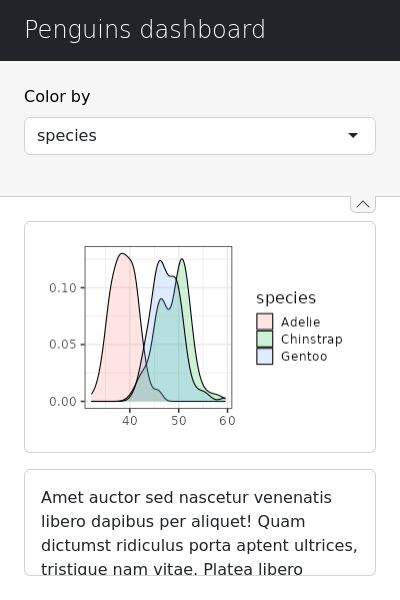 Penguins dashboard
Color by
species
0.10
0.05
0.00
40 50 60
species
Adelie
Chinstrap
Gentoo
Amet auctor sed nascetur venenatis
libero dapibus per aliquet! Quam
dictumst ridiculus porta aptent ultrices,
tristique nam vitae. Platea libero